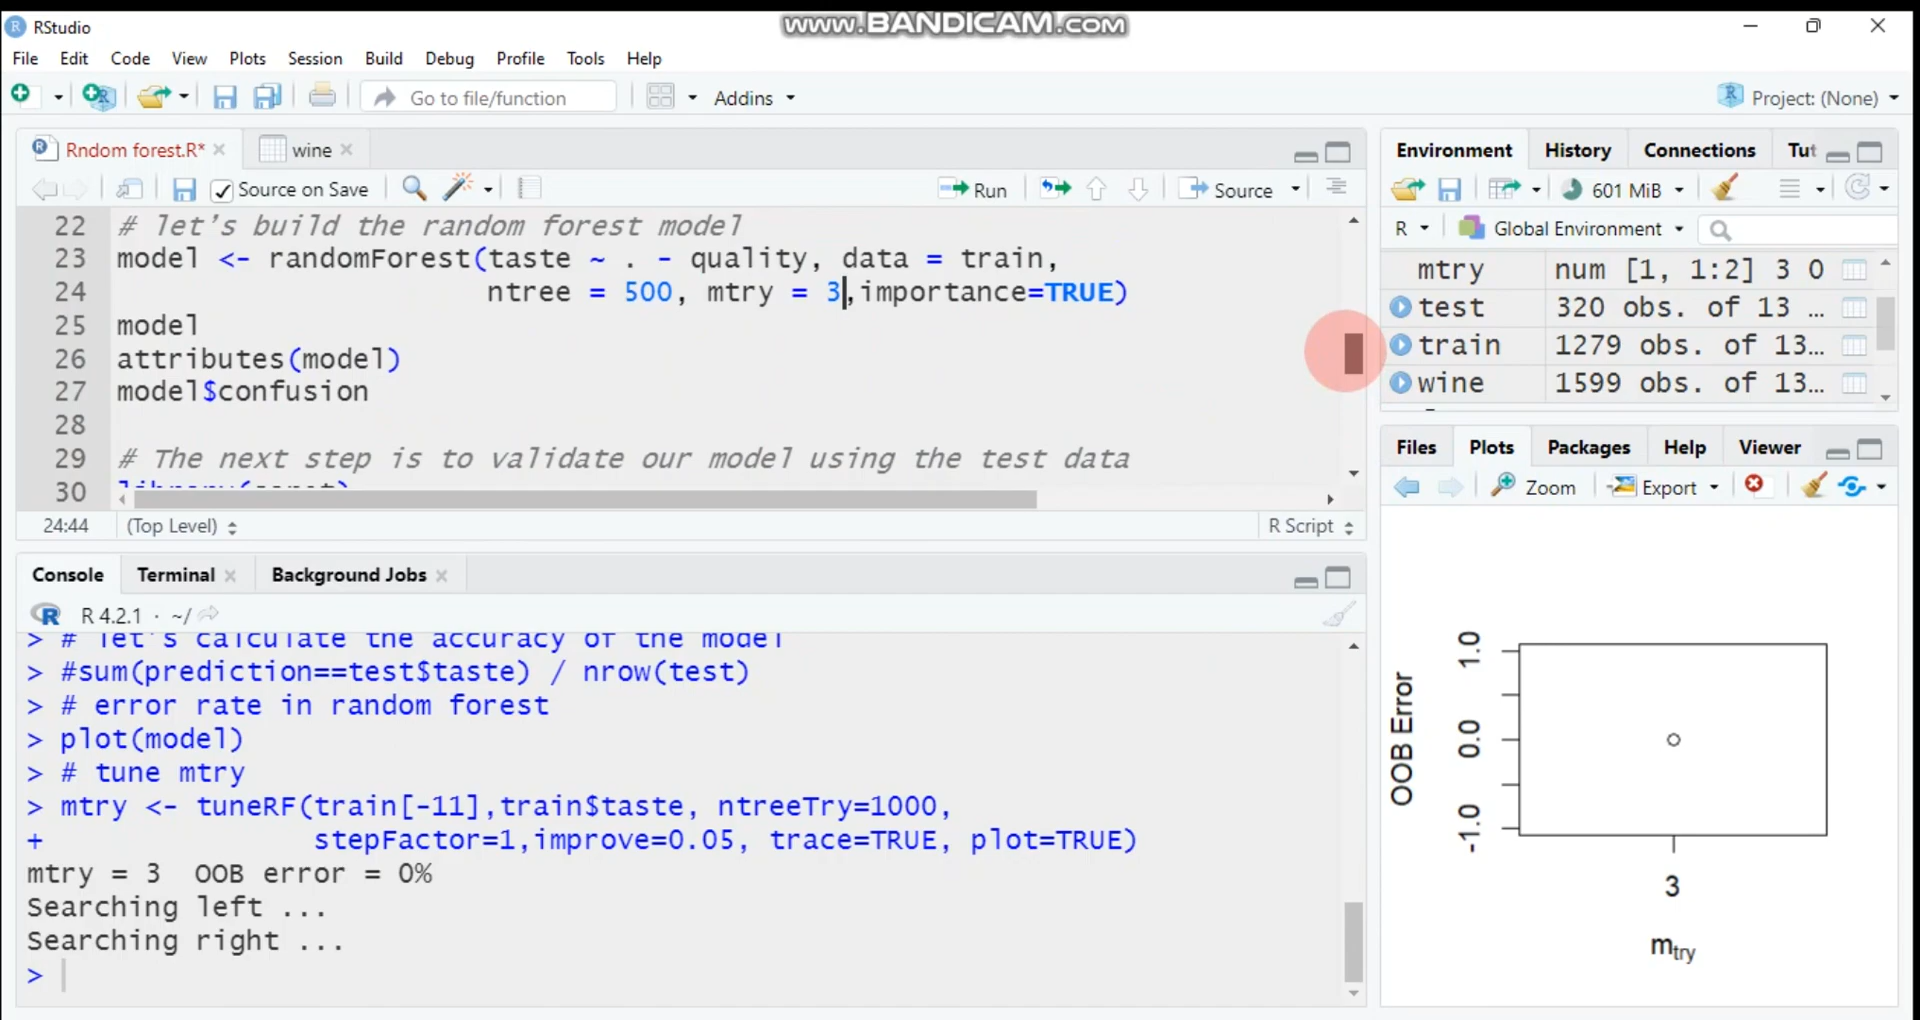 www.BANDICAM.com
RStudio
File Edit Code View Plots Session Build Debug Profile Tools Help
Go to file/function Addins Project: (None)
Rndom forest.R* wine
Source on Save Run Source
22 # let's build the random forest model
23 model <- randomForest(taste ~ . - quality, data = train,
24 ntree = 500, mtry = 3,importance=TRUE)
25 model
26 attributes(model)
27 model$confusion
28
29 # The next step is to validate our model using the test data
30 library(caret)
24:44 (Top Level) R Script
Console Terminal Background Jobs
R 4.2.1 · ~/
> # let's calculate the accuracy of the model
> #sum(prediction==test$taste) / nrow(test)
> # error rate in random forest
> plot(model)
> # tune mtry
> mtry <- tuneRF(train[-11],train$taste, ntreeTry=1000,
+ stepFactor=1,improve=0.05, trace=TRUE, plot=TRUE)
mtry = 3 OOB error = 0%
Searching left ...
Searching right ...
>
Environment History Connections Tut
601 MiB
R Global Environment
mtry num [1, 1:2] 3 0
test 320 obs. of 13 …
train 1279 obs. of 13…
wine 1599 obs. of 13…
Files Plots Packages Help Viewer
Zoom Export
OOB Error
1.0
0.0
-1.0
3
mtry